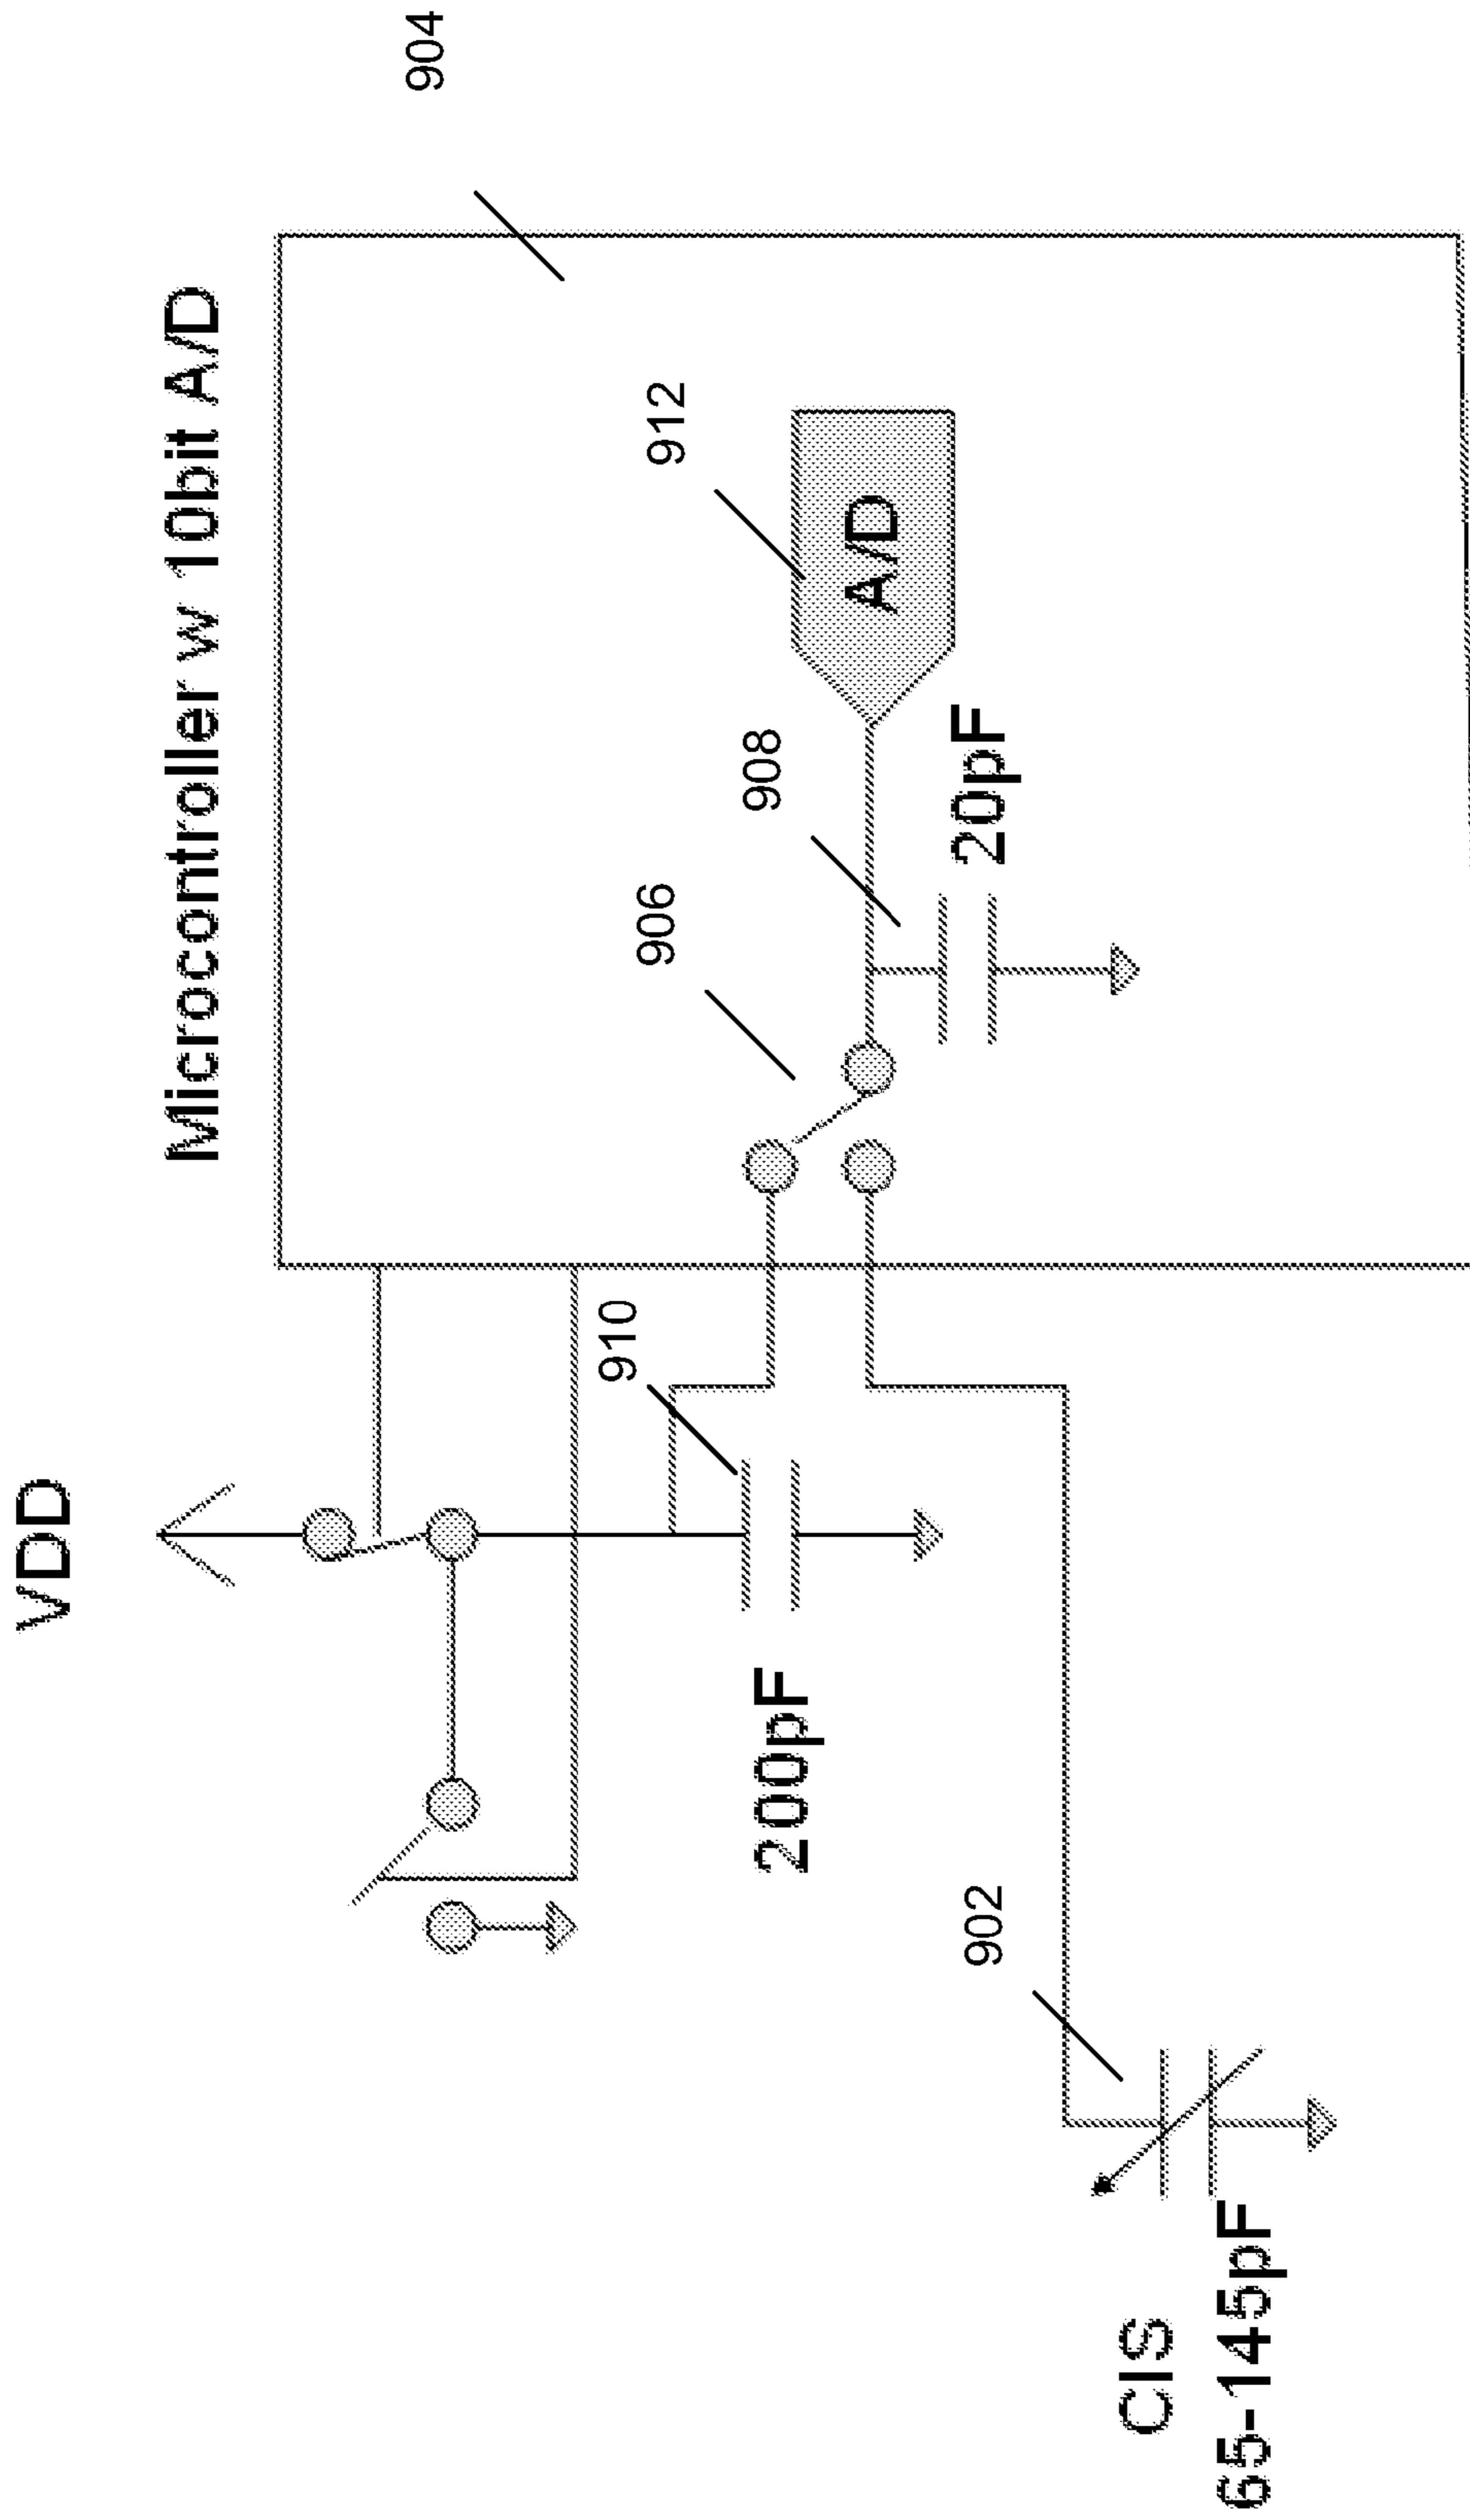 VDD
Microcontroller w 10bit A/D
904
912
A/D
908
20pF
906
910
200pF
902
CIS
65-145pF